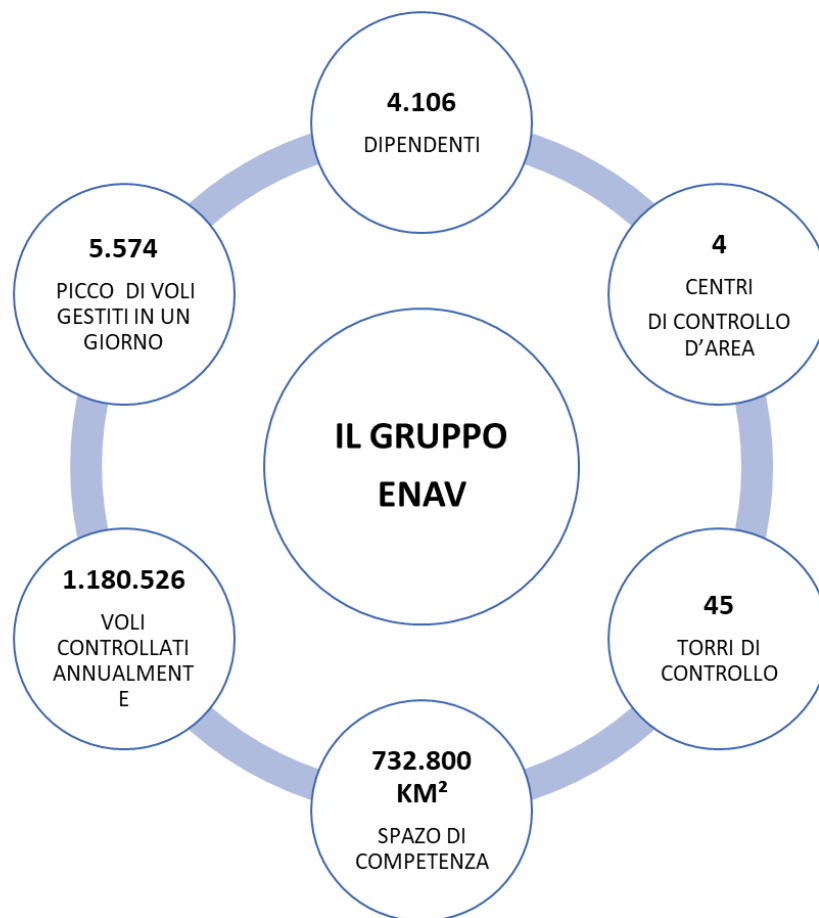 4.106
DIPENDENTI
4
CENTRI
DI CONTROLLO
D'AREA
45
TORRI DI
CONTROLLO
732.800
KM²
SPAZO DI
COMPETENZA
1.180.526
VOLI
CONTROLLATI
ANNUALMENT
E
5.574
PICCO DI VOLI
GESTITI IN UN
GIORNO
IL GRUPPO
ENAV